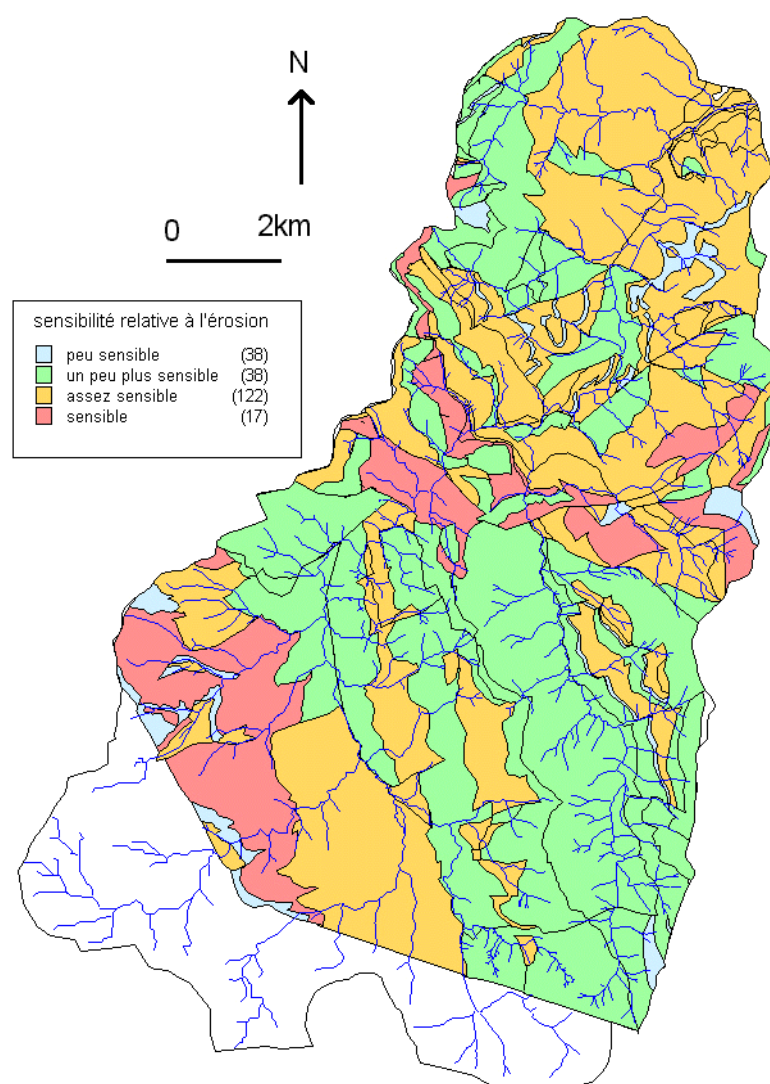 N
0 2km
sensibilité relative à l'érosion
peu sensible (38)
un peu plus sensible (38)
assez sensible (122)
sensible (17)